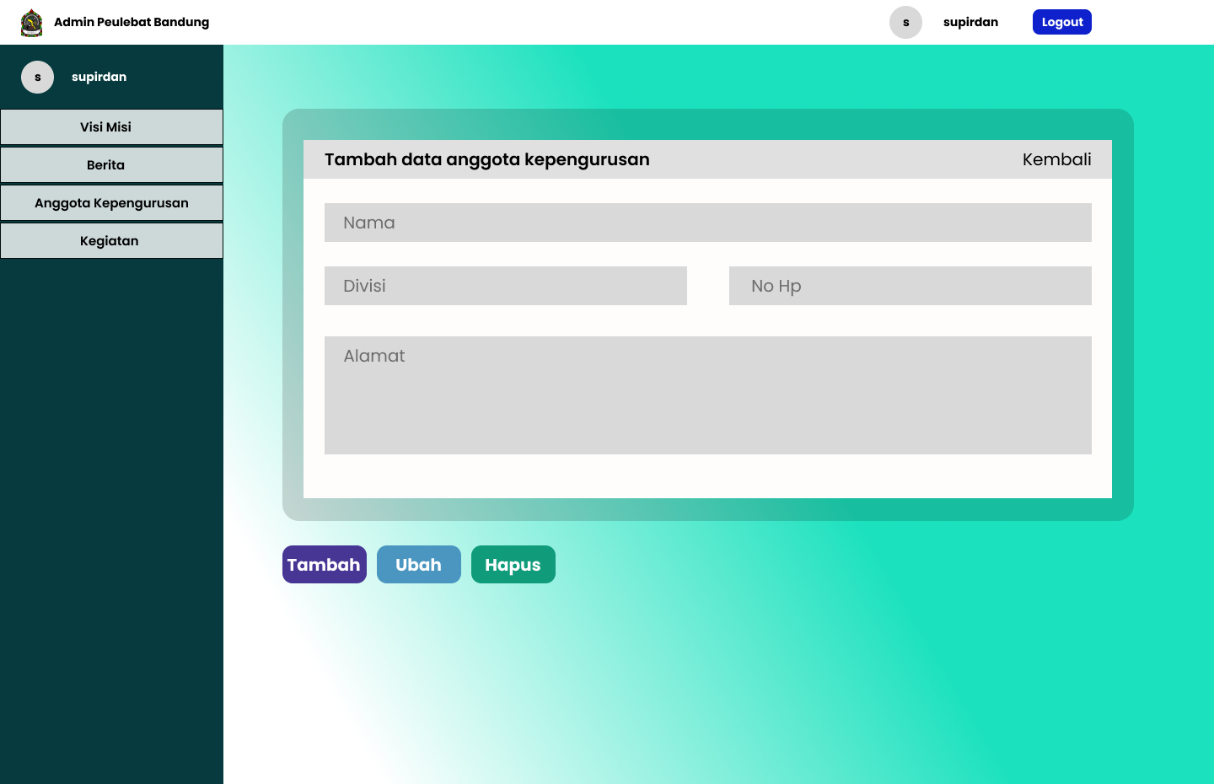 Admin Peulebat Bandung
s supirdan Logout
s supirdan
Visi Misi
Berita
Anggota Kepengurusan
Kegiatan
Tambah data anggota kepengurusan Kembali
Nama
Divisi No Hp
Alamat
Tambah Ubah Hapus